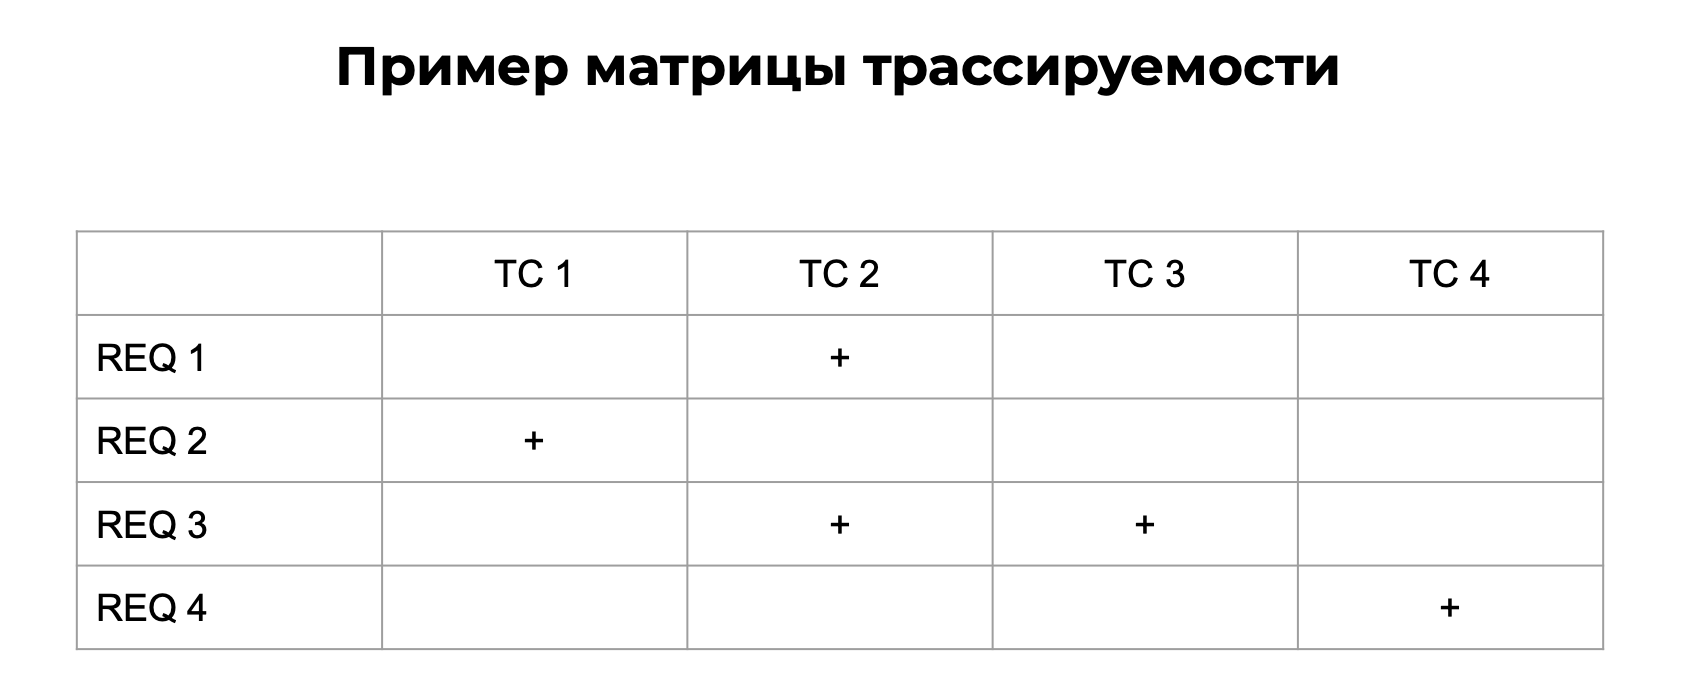 Пример матрицы трассируемости
TC 1 TC 2 TC 3 TC 4
REQ 1 +
REQ 2 +
REQ 3 + +
REQ 4 +